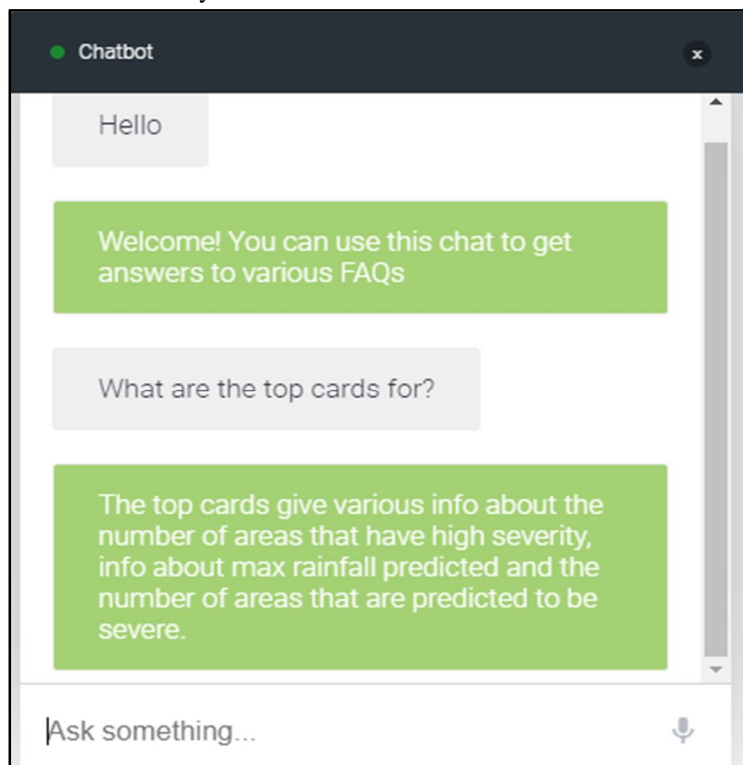 Chatbot
x
Hello
Welcome! You can use this chat to get
answers to various FAQs
What are the top cards for?
The top cards give various info about the
number of areas that have high severity,
info about max rainfall predicted and the
number of areas that are predicted to be
severe.
Ask something...